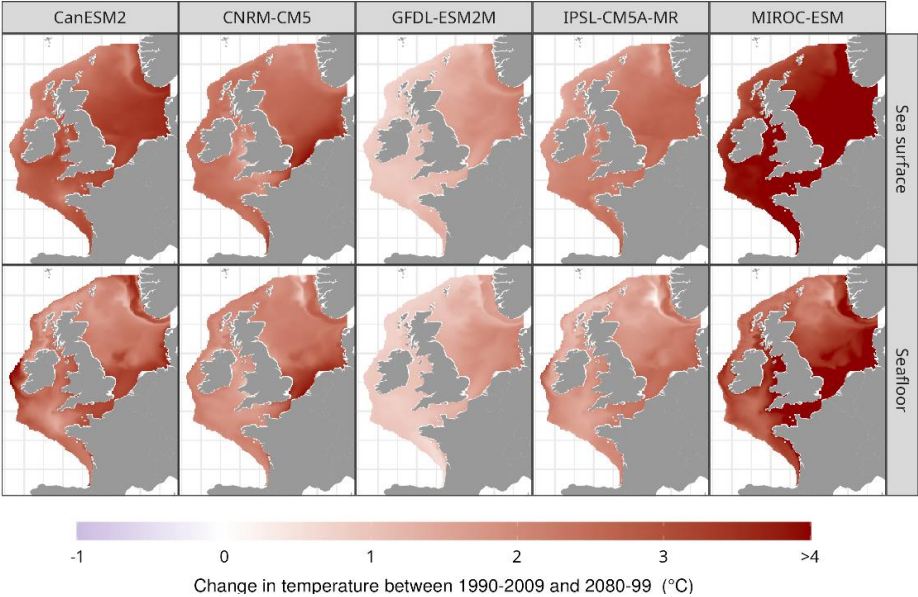 CanESM2 CNRM-CM5 GFDL-ESM2M IPSL-CM5A-MR MIROC-ESM
Sea surface
Seafloor
-1 0 1 2 3 >4
Change in temperature between 1990-2009 and 2080-99 (°C)